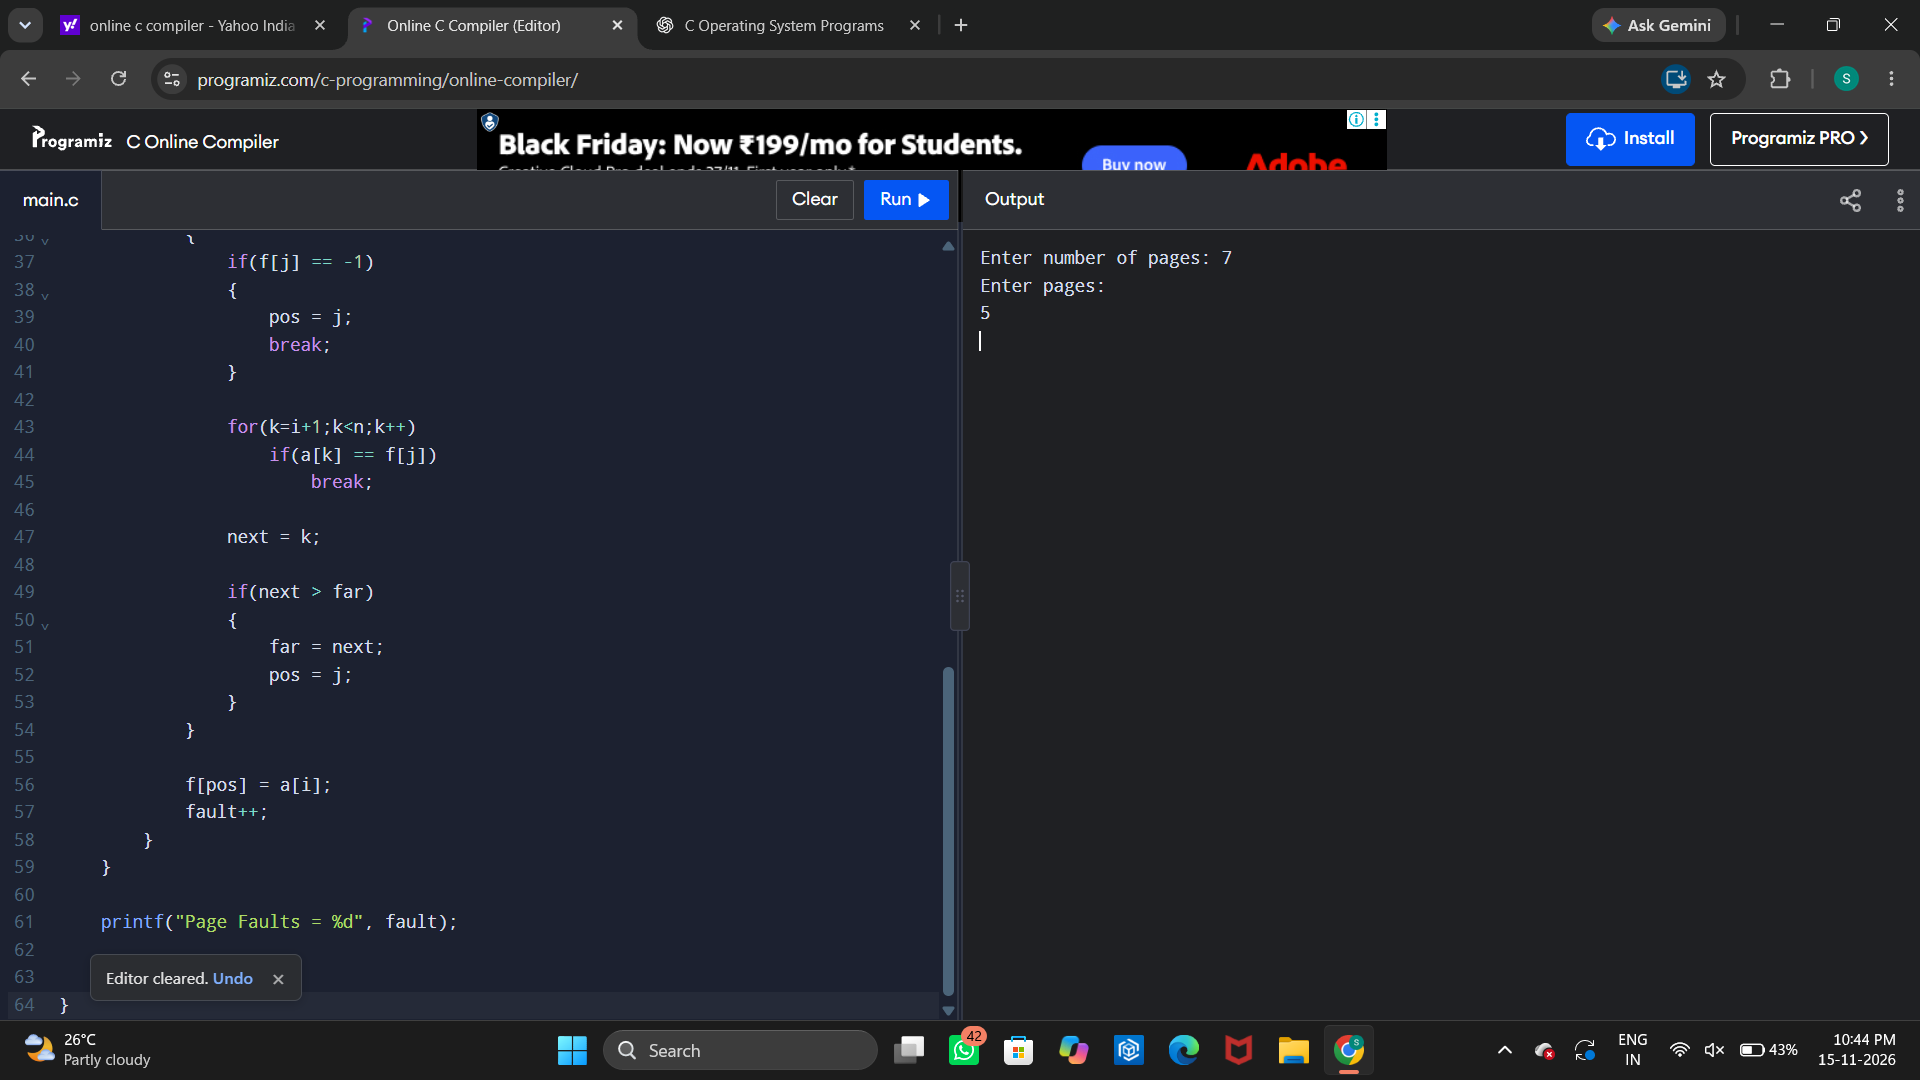 online c compiler - Yahoo India
Online C Compiler (Editor)
C Operating System Programs
Ask Gemini
programiz.com/c-programming/online-compiler/
S
Programiz C Online Compiler
Black Friday: Now ₹199/mo for Students.
Buy now
Adobe
Install
Programiz PRO
main.c
Clear
Run
Output
36 {
37 if(f[j] == -1)
38 {
39 pos = j;
40 break;
41 }
42
43 for(k=i+1;k<n;k++)
44 if(a[k] == f[j])
45 break;
46
47 next = k;
48
49 if(next > far)
50 {
51 far = next;
52 pos = j;
53 }
54 }
55
56 f[pos] = a[i];
57 fault++;
58 }
59 }
60
61 printf("Page Faults = %d", fault);
62
63
64 }
Editor cleared. Undo
Enter number of pages: 7
Enter pages:
5
26°C
Partly cloudy
Search
42
ENG
IN
43%
10:44 PM
15-11-2026